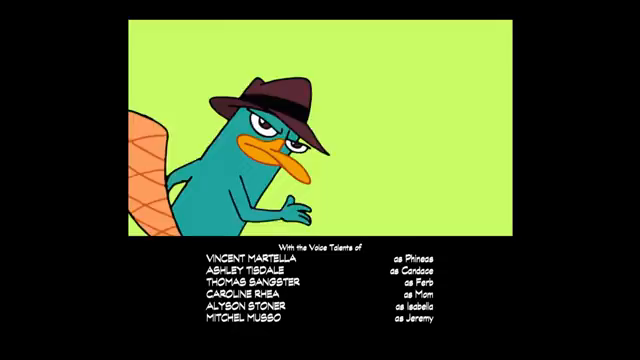 With the Voice Talents of
VINCENT MARTELLA as Phineas
ASHLEY TISDALE as Candace
THOMAS SANGSTER as Ferb
CAROLINE RHEA as Mom
ALYSON STONER as Isabella
MITCHEL MUSSO as Jeremy